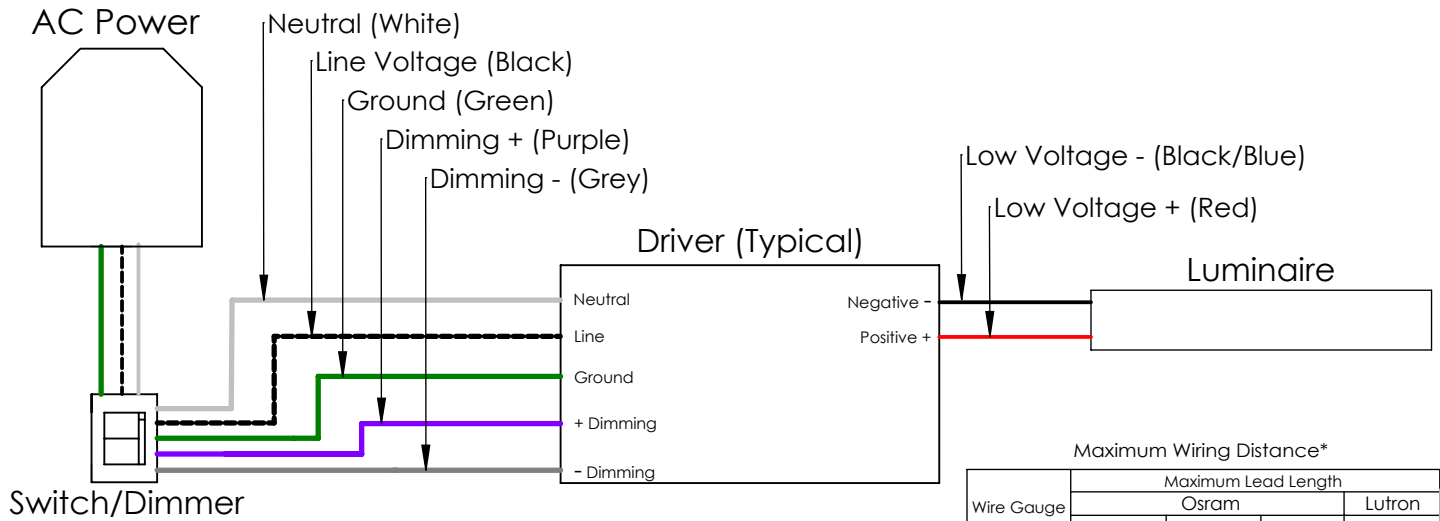 AC Power
Neutral (White)
Line Voltage (Black)
Ground (Green)
Dimming + (Purple)
Dimming - (Grey)
Low Voltage - (Black/Blue)
Low Voltage + (Red)
Driver (Typical)
Luminaire
Neutral
Line
Ground
+ Dimming
- Dimming
Negative -
Positive +
Switch/Dimmer
Maximum Wiring Distance*
Maximum Lead Length
Wire Gauge
Osram
Lutron